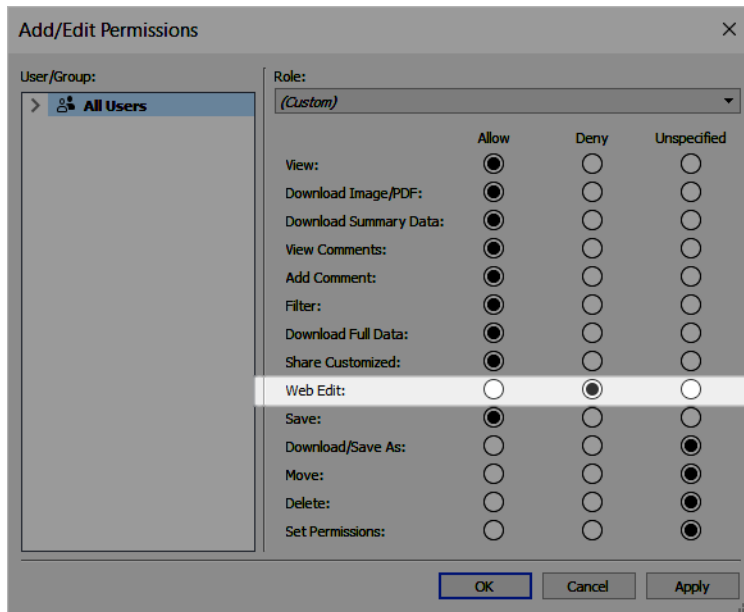 Add/Edit Permissions
User/Group:
All Users
Role:
(Custom)
Allow Deny Unspecified
View:
Download Image/PDF:
Download Summary Data:
View Comments:
Add Comment:
Filter:
Download Full Data:
Share Customized:
Web Edit:
Save:
Download/Save As:
Move:
Delete:
Set Permissions:
OK Cancel Apply